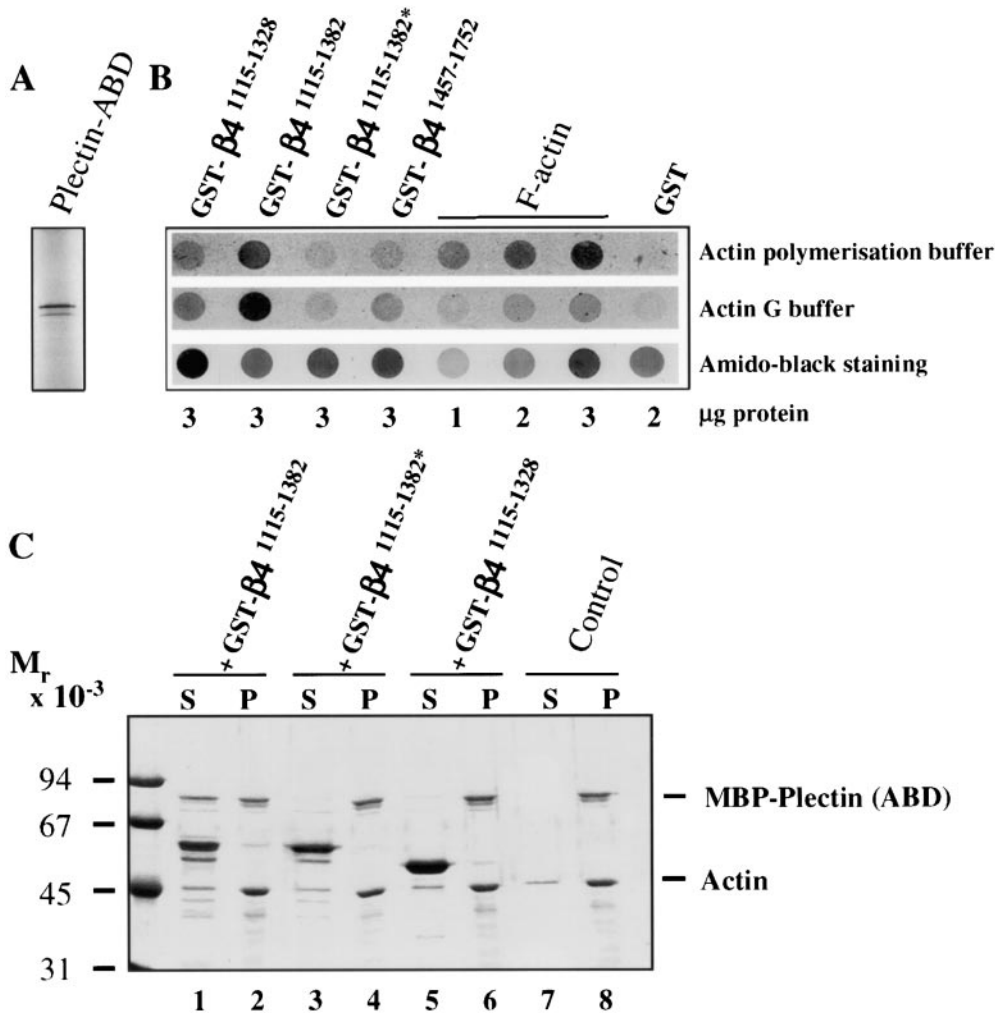 A
Plectin-ABD
B
GST-β4 1115-1328
GST-β4 1115-1382
GST-β4 1115-1382*
GST-β4 1457-1752
F-actin
GST
Actin polymerisation buffer
Actin G buffer
Amido-black staining
3 3 3 3 1 2 3 2 μg protein
C
+ GST-β4 1115-1382
+ GST-β4 1115-1382*
+ GST-β4 1115-1328
Control
Mr
x 10-3
S P S P S P S P
94
MBP-Plectin (ABD)
67
Actin
45
31
1 2 3 4 5 6 7 8